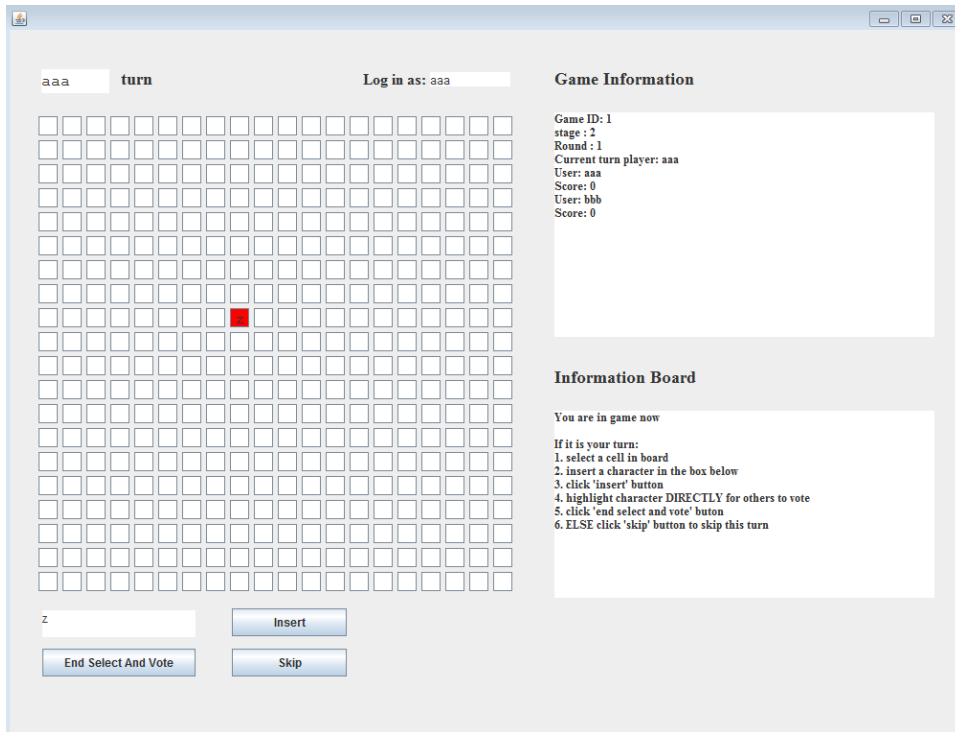 aaa turn Log in as: aaa
Game Information
Game ID: 1
stage : 2
Round : 1
Current turn player: aaa
User: aaa
Score: 0
User: bbb
Score: 0
z
Information Board
You are in game now
If it is your turn:
1. select a cell in board
2. insert a character in the box below
3. click 'insert' button
4. highlight character DIRECTLY for others to vote
5. click 'end select and vote' buton
6. ELSE click 'skip' button to skip this turn
z
Insert
End Select And Vote
Skip